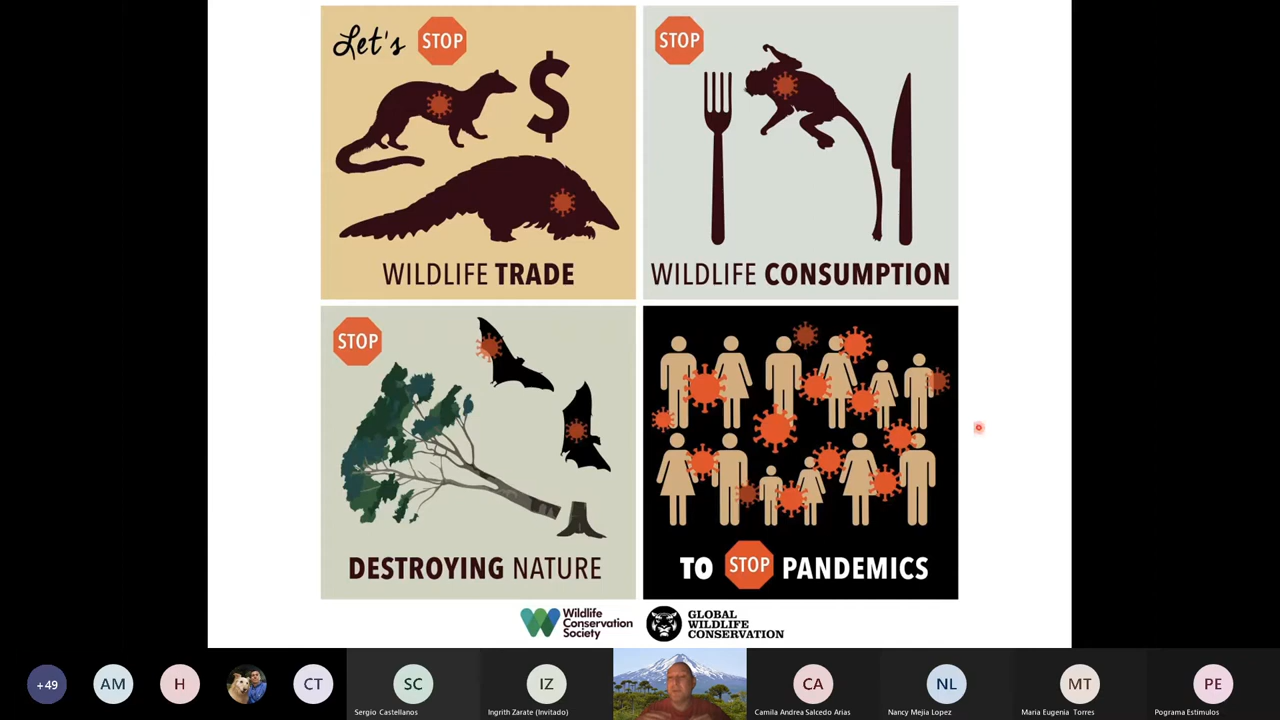 Let's STOP
WILDLIFE TRADE
STOP
WILDLIFE CONSUMPTION
STOP
DESTROYING NATURE
TO STOP PANDEMICS
Wildlife
Conservation
Society
GLOBAL
WILDLIFE
CONSERVATION
+49
AM
H
CT
SC
Sergio Castellanos
IZ
Ingrith Zarate (Invitado)
CA
Camila Andrea Salcedo Arias
NL
Nancy Mejia Lopez
MT
Maria Eugenia Torres
PE
Pograma Estimulos